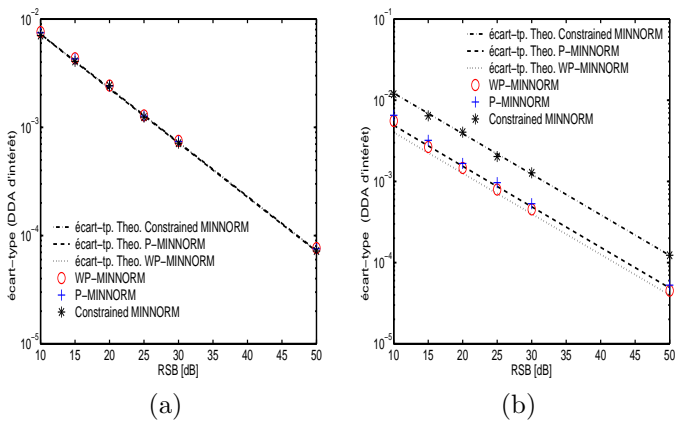 10⁻²
10⁻³
10⁻⁴
10⁻⁵
écart−type (DDA d'intérêt)
écart−tp. Theo. Constrained MINNORM
écart−tp. Theo. P−MINNORM
écart−tp. Theo. WP−MINNORM
WP−MINNORM
P−MINNORM
Constrained MINNORM
10 15 20 25 30 35 40 45 50
RSB [dB]
(a)
10⁻¹
10⁻²
10⁻³
10⁻⁴
10⁻⁵
écart−type (DDA d'intérêt)
écart−tp. Theo. Constrained MINNORM
écart−tp. Theo. P−MINNORM
écart−tp. Theo. WP−MINNORM
WP−MINNORM
P−MINNORM
Constrained MINNORM
10 15 20 25 30 35 40 45 50
RSB [dB]
(b)